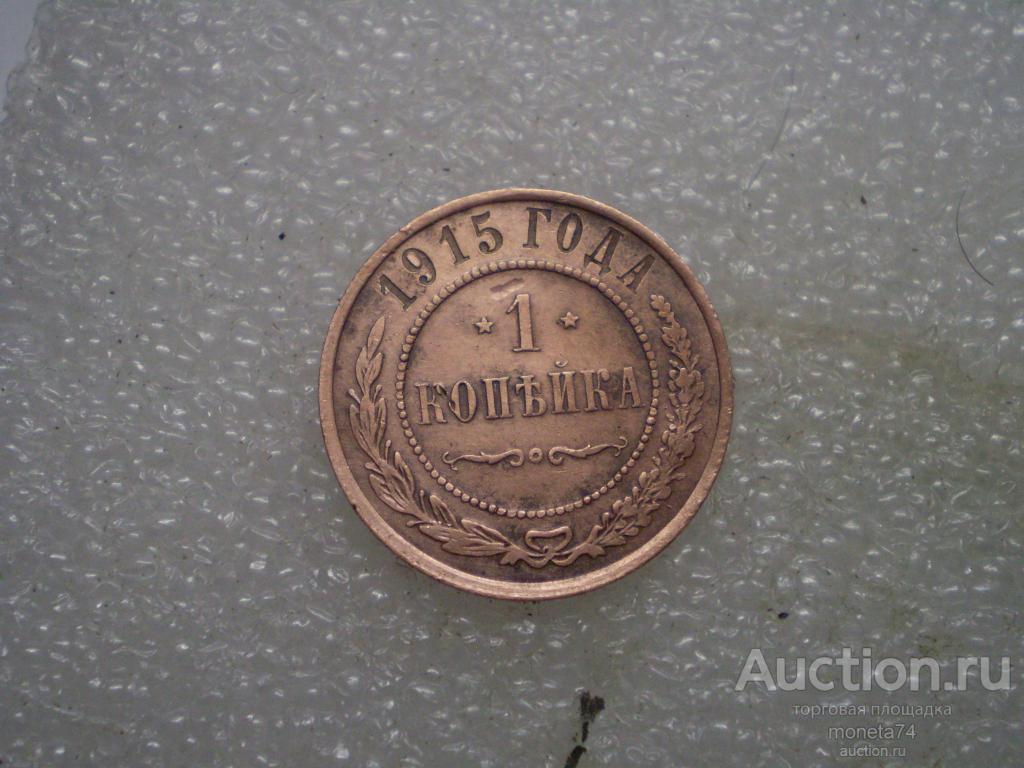 1915 ГОДА
1
КОПѢЙКА
Auction.ru
торговая площадка
moneta74
auction.ru